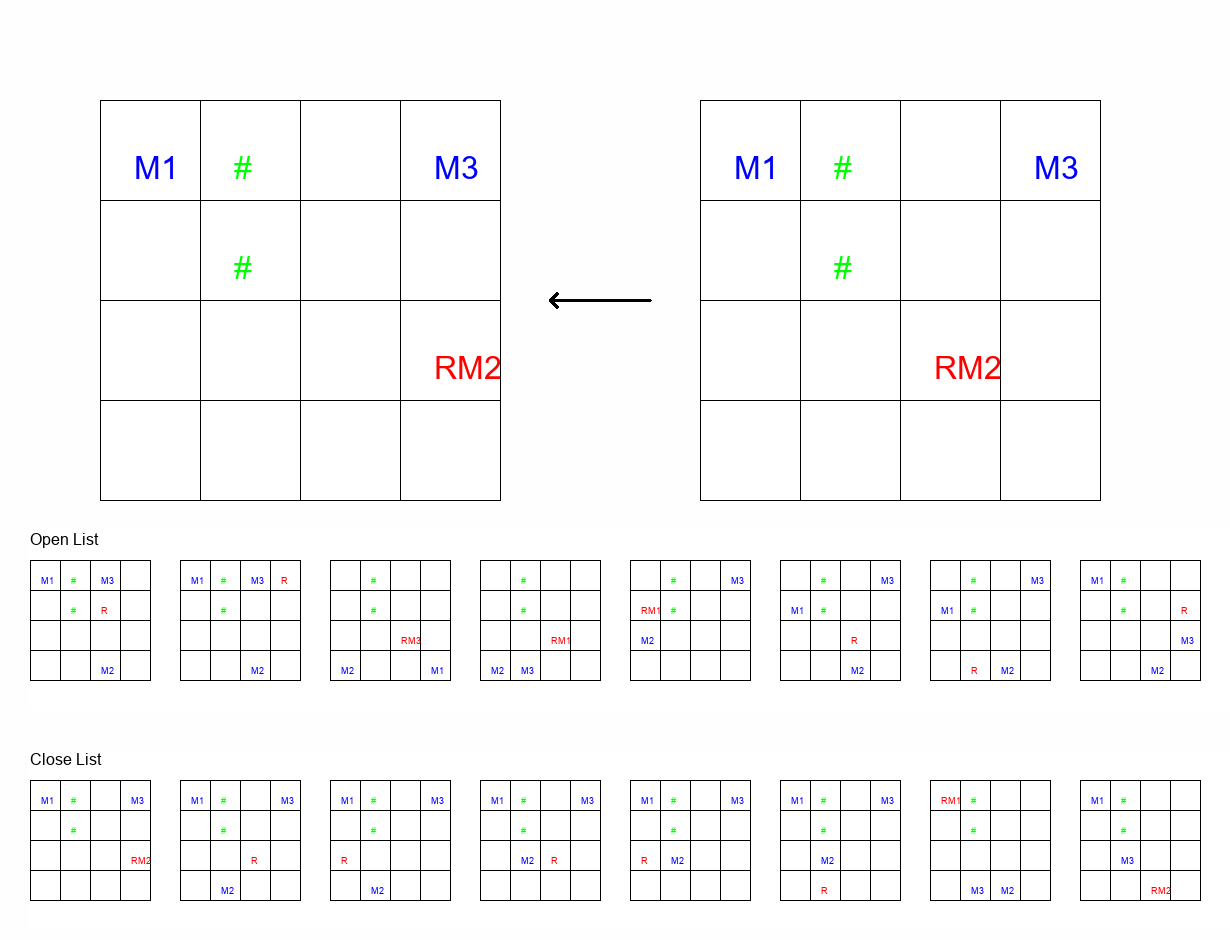 M1 # M3 M1 # M3
# #
RM2 RM2
Open List
M1 # M3 M1 # M3 R # # # M3 # M3 # M3 M1 #
# R # # # RM1 # M1 # M1 # # R
RM3 RM1 M2 R M3
M2 M2 M2 M1 M2 M3 M2 R M2 M2
Close List
M1 # M3 M1 # M3 M1 # M3 M1 # M3 M1 # M3 M1 # M3 RM1 # M1 #
# # # # # # # #
RM2 R R M2 R R M2 M2 M3
M2 M2 R M3 M2 RM2